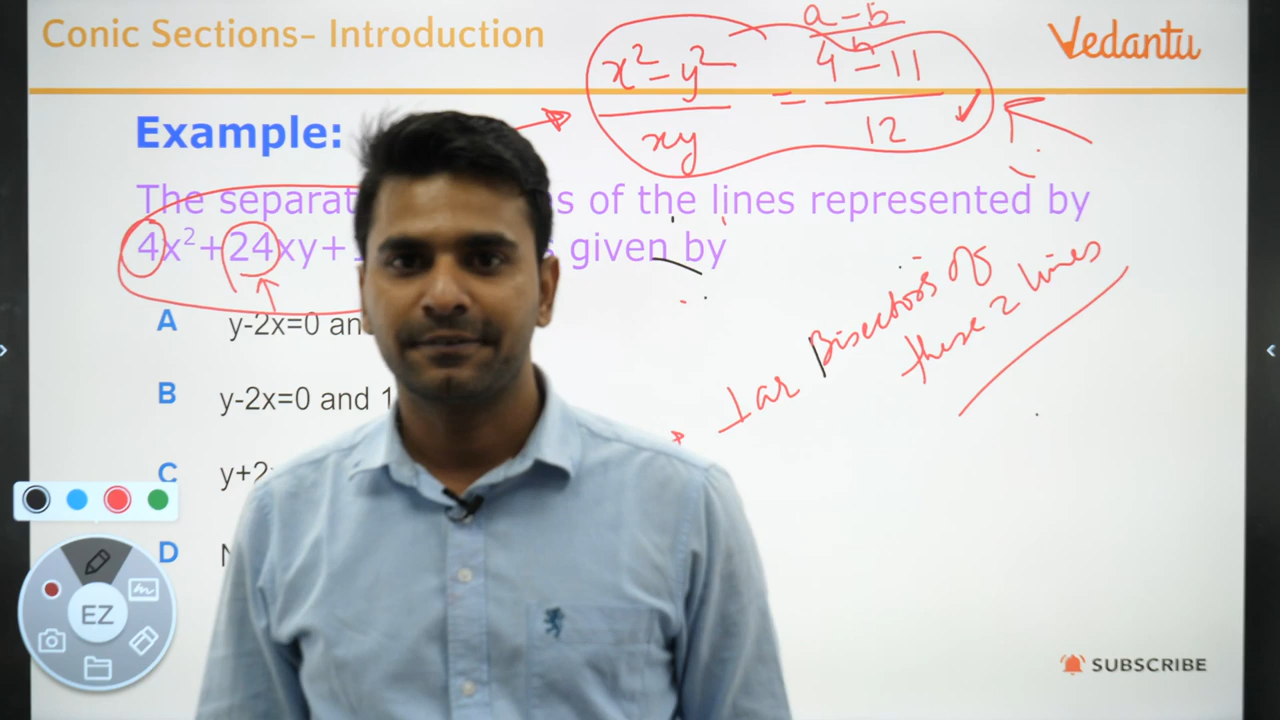 Conic Sections- Introduction
Vedantu
a-b
h
x²-y² = 4-11
xy 12
Example:
The separat s of the lines represented by
4x²+24xy+ s given by
A y-2x=0 an
B y-2x=0 and 1
C y+2
D
Bisectors of
these 2 lines
⊥ar
EZ
SUBSCRIBE